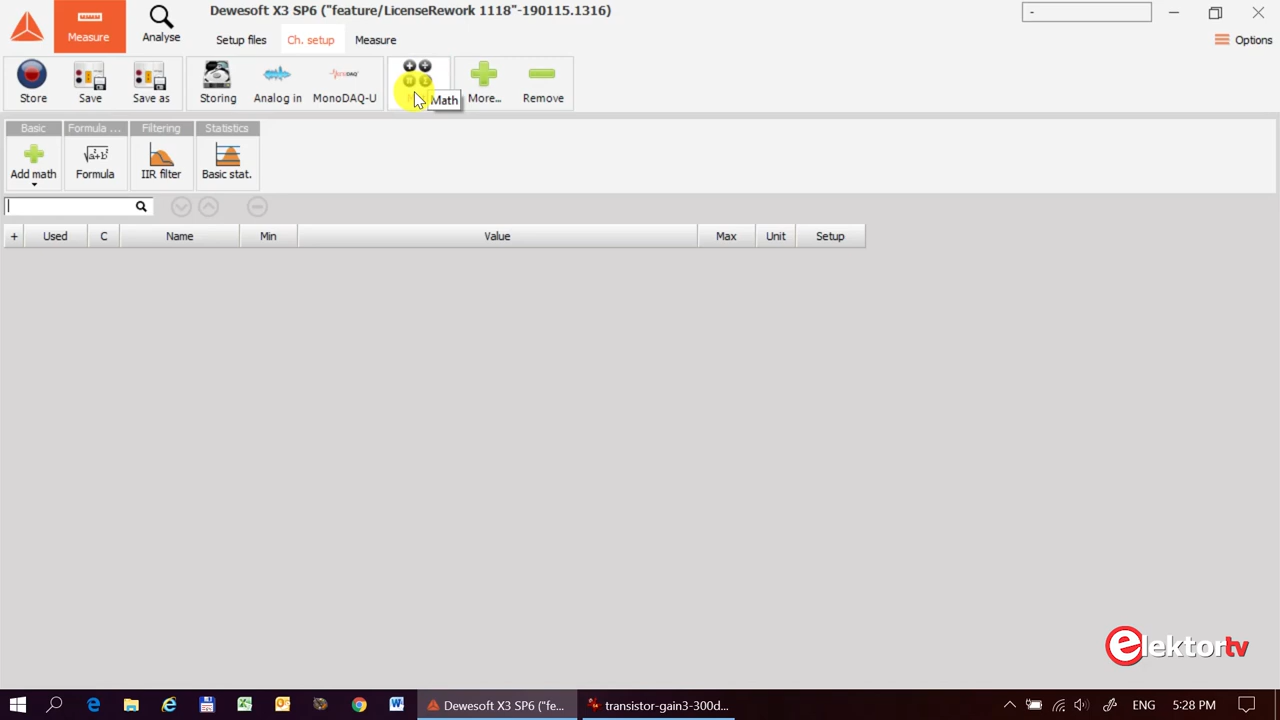 Dewesoft X3 SP6 ("feature/LicenseRework 1118"-190115.1316)
-
Measure
Analyse
Setup files
Ch. setup
Measure
Options
Store
Save
Save as
Storing
Analog in
MonoDAQ-U
Math
More...
Remove
Basic
Formula ...
Filtering
Statistics
Add math
Formula
IIR filter
Basic stat.
+ Used C Name Min Value Max Unit Setup
elektortv
Dewesoft X3 SP6 ("fe...
transistor-gain3-300d...
ENG
5:28 PM